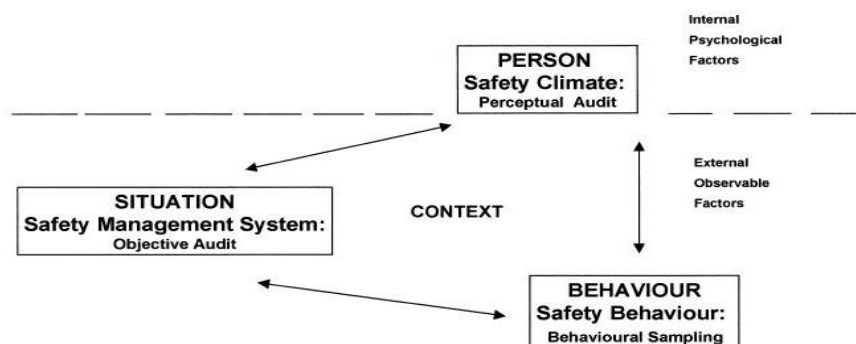 Internal
Psychological
Factors
PERSON
Safety Climate:
Perceptual Audit
External
Observable
Factors
SITUATION
Safety Management System:
Objective Audit
CONTEXT
BEHAVIOUR
Safety Behaviour:
Behavioural Sampling